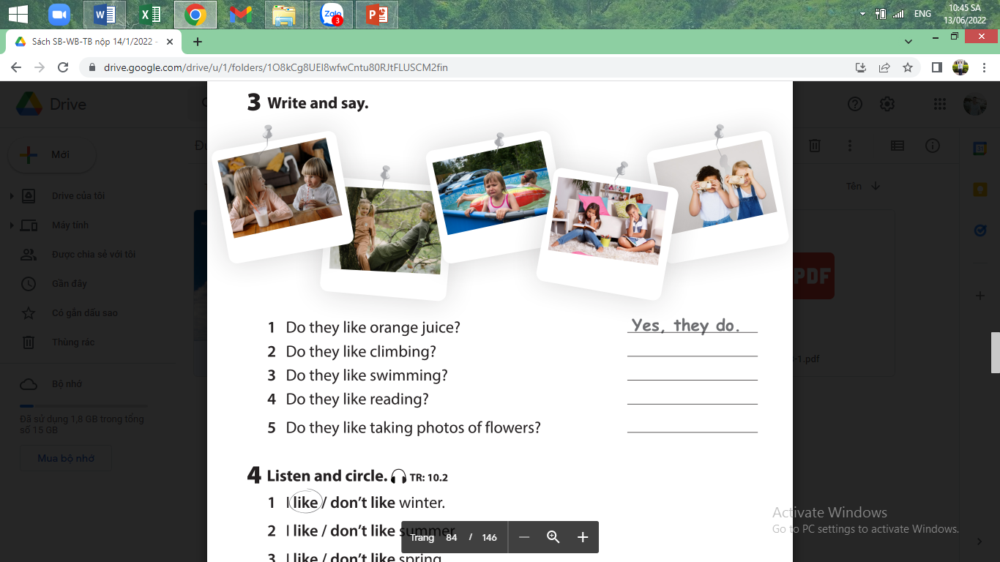 10:45 SA
ENG
13/06/2022
Zalo
3
Sách SB-WB-TB nộp 14/1/2022 -
drive.google.com/drive/u/1/folders/1O8kCg8UEI8wfwCntu80RJtFLUSCM2fin
Drive
Mới
Drive của tôi
Máy tính
Được chia sẻ với tôi
Gần đây
Có gắn dấu sao
Thùng rác
Bộ nhớ
Đã sử dụng 1,8 GB trong tổng
số 15 GB
Mua bộ nhớ
Tên
PDF
-1.pdf
3 Write and say.
1 Do they like orange juice? Yes, they do.
2 Do they like climbing?
3 Do they like swimming?
4 Do they like reading?
5 Do they like taking photos of flowers?
4 Listen and circle. TR: 10.2
1 I like / don't like winter.
2 I like / don't like summer.
3 I like / don't like spring.
Trang 84 / 146
Activate Windows
Go to PC settings to activate Windows.